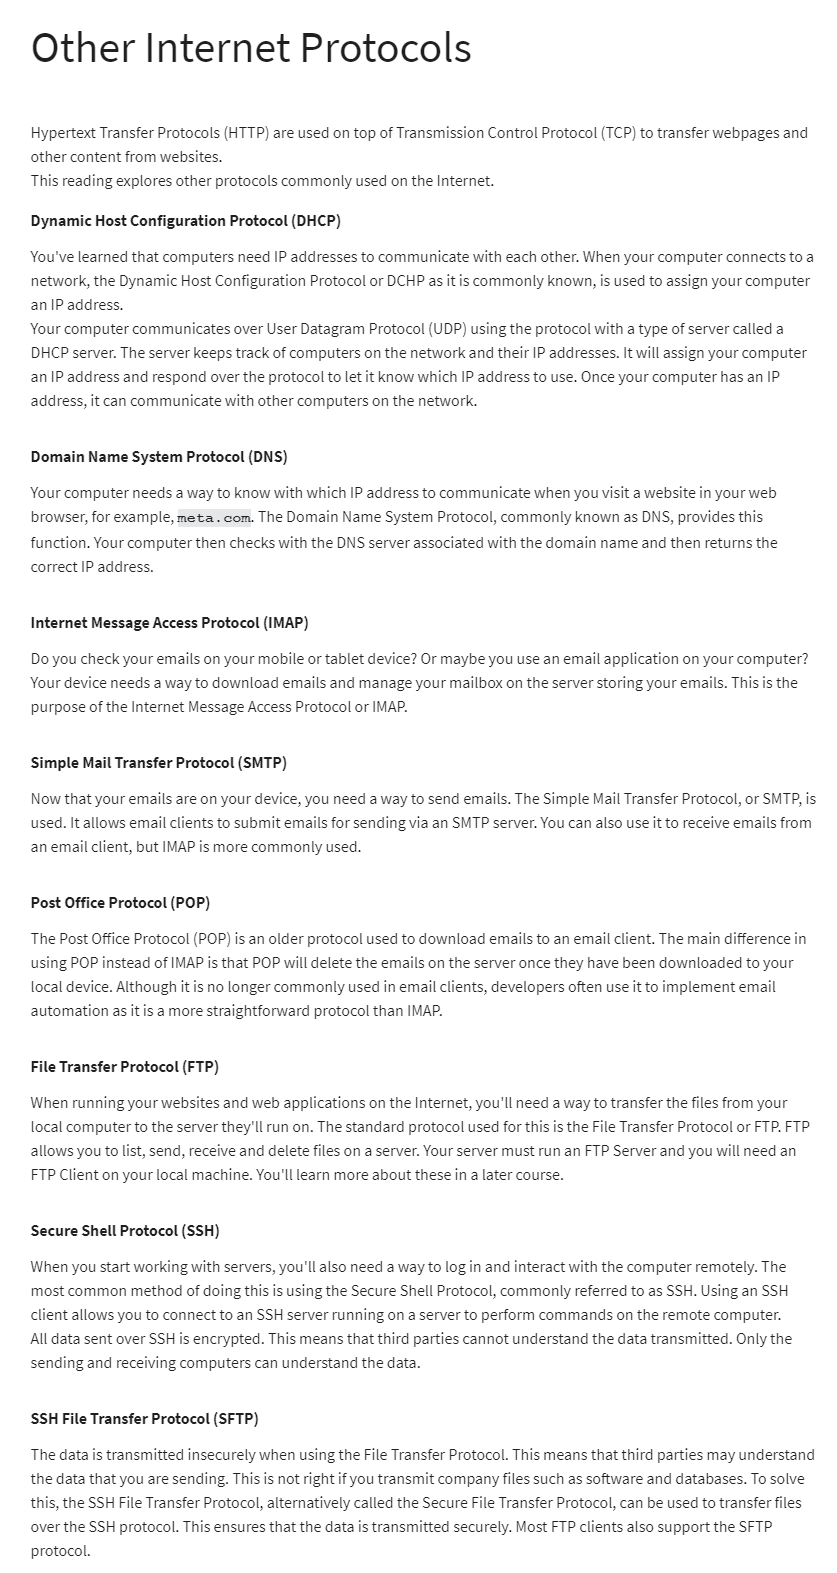 Other Internet Protocols
Hypertext Transfer Protocols (HTTP) are used on top of Transmission Control Protocol (TCP) to transfer webpages and
other content from websites.
This reading explores other protocols commonly used on the Internet.
Dynamic Host Configuration Protocol (DHCP)
You've learned that computers need IP addresses to communicate with each other. When your computer connects to a
network, the Dynamic Host Configuration Protocol or DCHP as it is commonly known, is used to assign your computer
an IP address.
Your computer communicates over User Datagram Protocol (UDP) using the protocol with a type of server called a
DHCP server. The server keeps track of computers on the network and their IP addresses. It will assign your computer
an IP address and respond over the protocol to let it know which IP address to use. Once your computer has an IP
address, it can communicate with other computers on the network.
Domain Name System Protocol (DNS)
Your computer needs a way to know with which IP address to communicate when you visit a website in your web
browser, for example, meta.com. The Domain Name System Protocol, commonly known as DNS, provides this
function. Your computer then checks with the DNS server associated with the domain name and then returns the
correct IP address.
Internet Message Access Protocol (IMAP)
Do you check your emails on your mobile or tablet device? Or maybe you use an email application on your computer?
Your device needs a way to download emails and manage your mailbox on the server storing your emails. This is the
purpose of the Internet Message Access Protocol or IMAP.
Simple Mail Transfer Protocol (SMTP)
Now that your emails are on your device, you need a way to send emails. The Simple Mail Transfer Protocol, or SMTP, is
used. It allows email clients to submit emails for sending via an SMTP server. You can also use it to receive emails from
an email client, but IMAP is more commonly used.
Post Office Protocol (POP)
The Post Office Protocol (POP) is an older protocol used to download emails to an email client. The main difference in
using POP instead of IMAP is that POP will delete the emails on the server once they have been downloaded to your
local device. Although it is no longer commonly used in email clients, developers often use it to implement email
automation as it is a more straightforward protocol than IMAP.
File Transfer Protocol (FTP)
When running your websites and web applications on the Internet, you'll need a way to transfer the files from your
local computer to the server they'll run on. The standard protocol used for this is the File Transfer Protocol or FTP. FTP
allows you to list, send, receive and delete files on a server. Your server must run an FTP Server and you will need an
FTP Client on your local machine. You'll learn more about these in a later course.
Secure Shell Protocol (SSH)
When you start working with servers, you'll also need a way to log in and interact with the computer remotely. The
most common method of doing this is using the Secure Shell Protocol, commonly referred to as SSH. Using an SSH
client allows you to connect to an SSH server running on a server to perform commands on the remote computer.
All data sent over SSH is encrypted. This means that third parties cannot understand the data transmitted. Only the
sending and receiving computers can understand the data.
SSH File Transfer Protocol (SFTP)
The data is transmitted insecurely when using the File Transfer Protocol. This means that third parties may understand
the data that you are sending. This is not right if you transmit company files such as software and databases. To solve
this, the SSH File Transfer Protocol, alternatively called the Secure File Transfer Protocol, can be used to transfer files
over the SSH protocol. This ensures that the data is transmitted securely. Most FTP clients also support the SFTP
protocol.